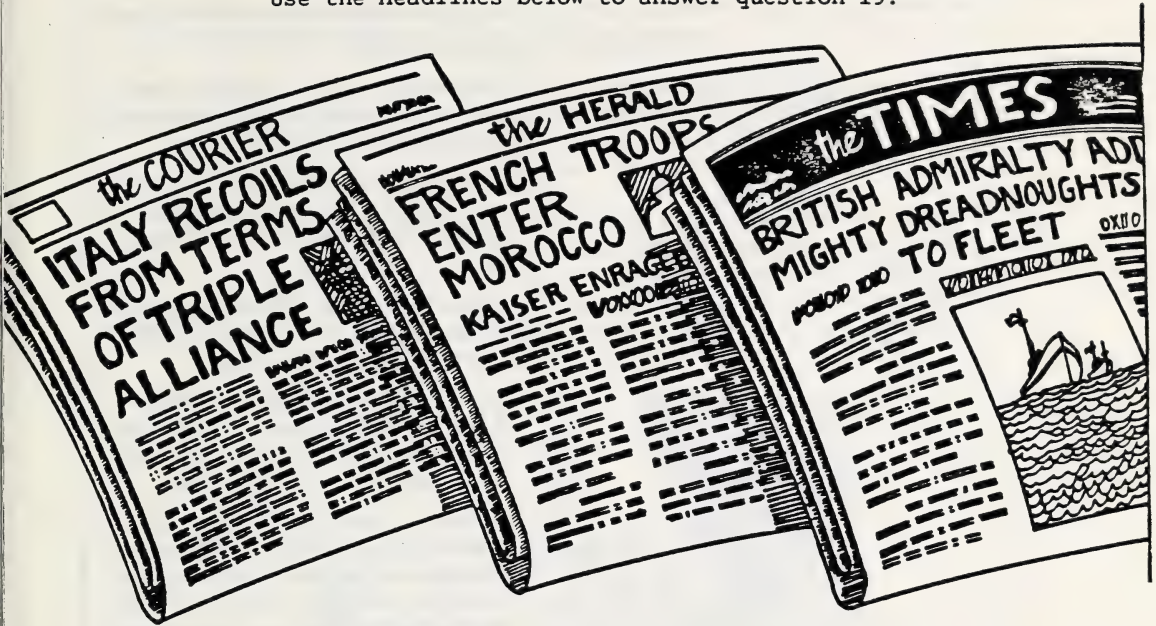 Use the headlines below to answer question 19.
the COURIER
ITALY RECOILS
FROM TERMS
OF TRIPLE
ALLIANCE
the HERALD
FRENCH TROOPS
ENTER
MOROCCO
KAISER ENRAGED
the TIMES
BRITISH ADMIRALTY ADD
MIGHTY DREADNOUGHTS
TO FLEET